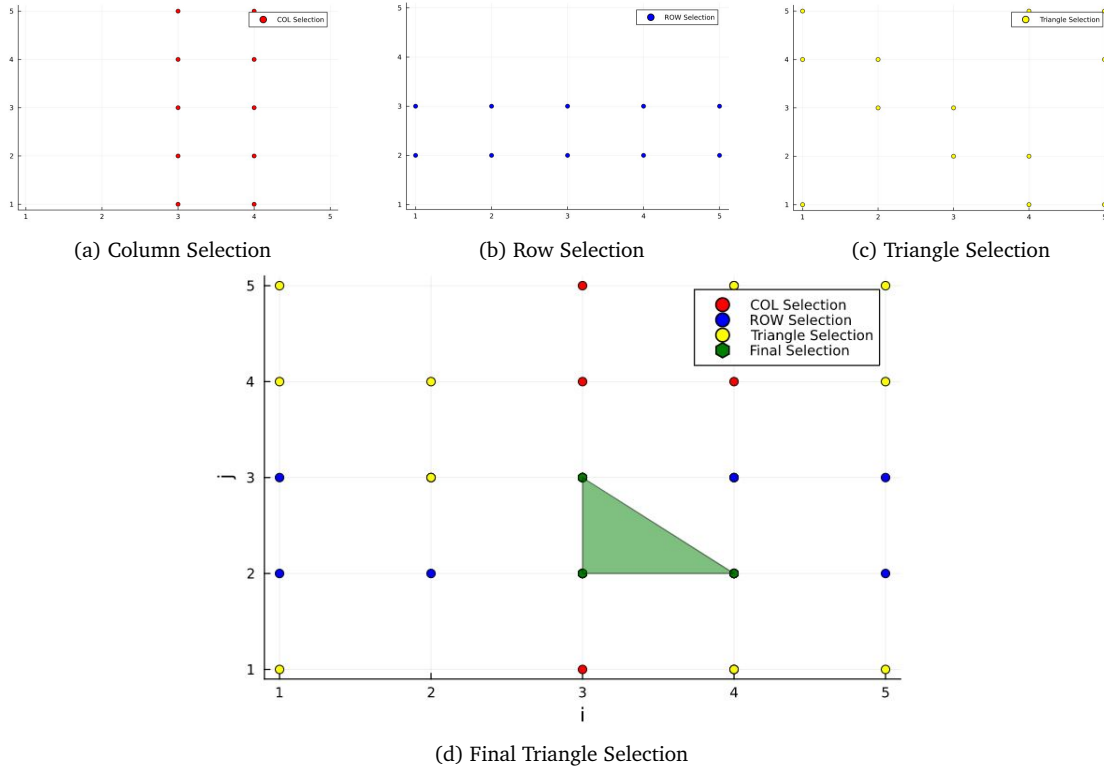 5
4
3
2
1
1 2 3 4 5
COL Selection
(a) Column Selection
5
4
3
2
1
1 2 3 4 5
ROW Selection
(b) Row Selection
5
4
3
2
1
1 2 3 4 5
Triangle Selection
(c) Triangle Selection
5
4
3
2
1
j
1 2 3 4 5
i
COL Selection
ROW Selection
Triangle Selection
Final Selection
(d) Final Triangle Selection